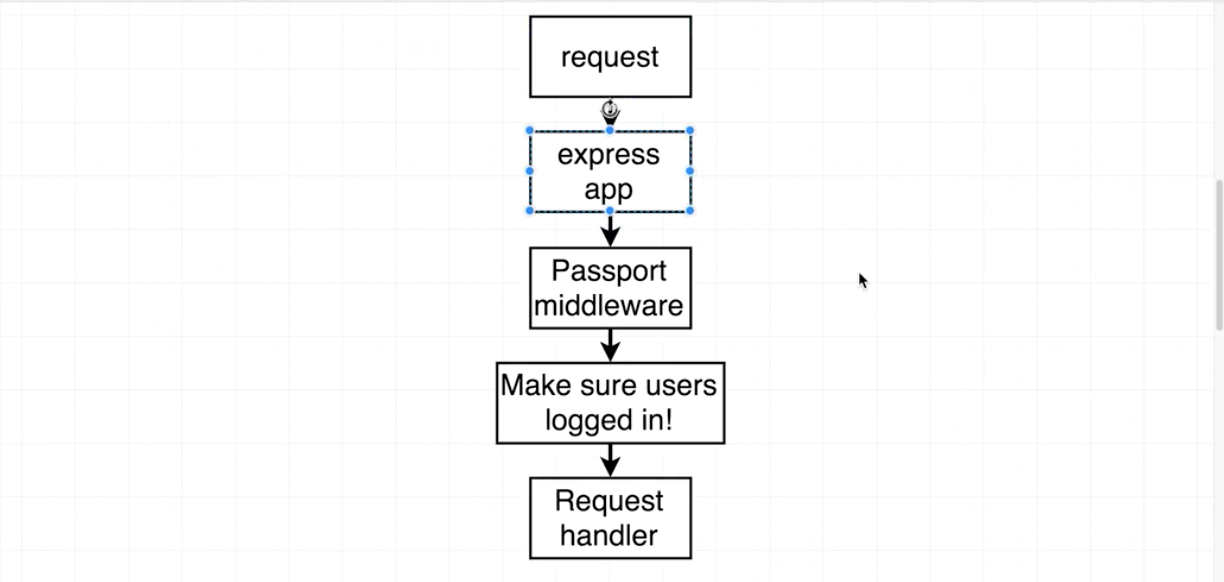 request
express
app
Passport
middleware
Make sure users
logged in!
Request
handler